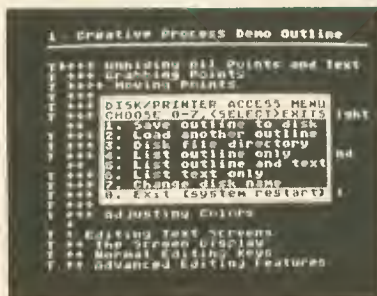 1. Creative Process Demo Outline
T**** Unhiding All Points and Text
T *** Grabbing Points
T *** Moving Points
DISK/PRINTER ACCESS MENU
CHOOSE 0-7,(SELECT)EXITS
1. Save outline to disk
2. Load another outline
3. Disk file directory
4. List outline only
5. List outline and text
6. List text only
7. Change disk name
0. Exit (system restart)
Adjusting Colors
Editing Text Screens
The Screen Display
Normal Editing Keys
Advanced Editing Features